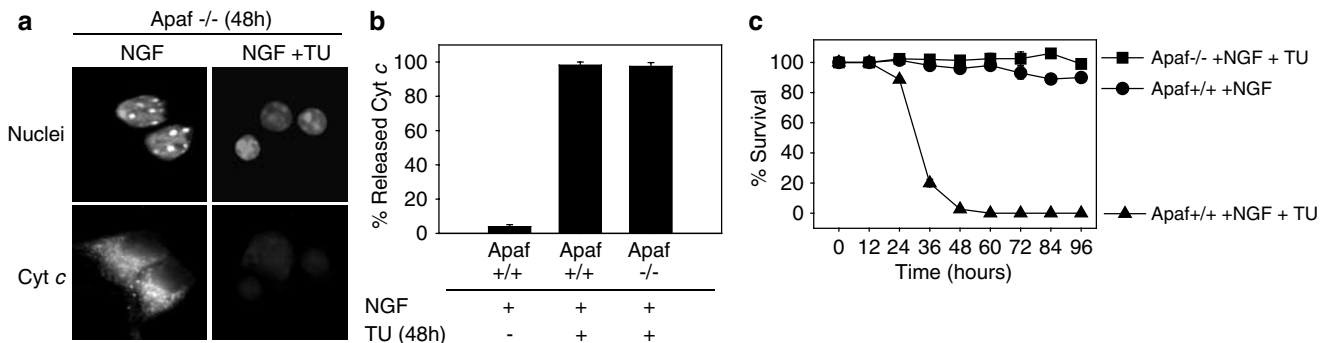 a
Apaf -/- (48h)
NGF
NGF +TU
Nuclei
Cyt c
b
% Released Cyt c
100
80
60
40
20
0
Apaf
+/+
Apaf
+/+
Apaf
-/-
NGF + + +
TU (48h) - + +
c
% Survival
100
80
60
40
20
0
0 12 24 36 48 60 72 84 96
Time (hours)
Apaf-/- +NGF + TU
Apaf+/+ +NGF
Apaf+/+ +NGF + TU